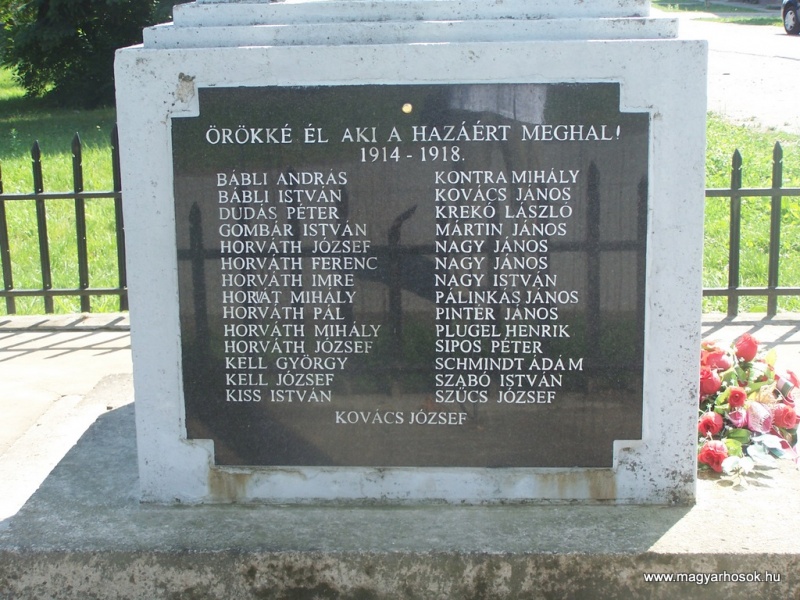 ÖRÖKKÉ ÉL AKI A HAZÁÉRT MEGHAL!
1914 - 1918.
BÁBLI ANDRÁS
BÁBLI ISTVÁN
DUDÁS PÉTER
GOMBÁR ISTVÁN
HORVÁTH JÓZSEF
HORVÁTH FERENC
HORVÁTH IMRE
HORVÁT MIHÁLY
HORVÁTH PÁL
HORVÁTH MIHÁLY
HORVÁTH JÓZSEF
KELL GYÖRGY
KELL JÓZSEF
KISS ISTVÁN
KONTRA MIHÁLY
KOVÁCS JÁNOS
KREKÓ LÁSZLÓ
MÁRTIN JÁNOS
NAGY JÁNOS
NAGY JÁNOS
NAGY ISTVÁN
PÁLINKÁS JÁNOS
PINTÉR JÁNOS
PLUGEL HENRIK
SIPOS PÉTER
SCHMINDT ÁDÁM
SZABÓ ISTVÁN
SZŰCS JÓZSEF
KOVÁCS JÓZSEF
www.magyarhosok.hu